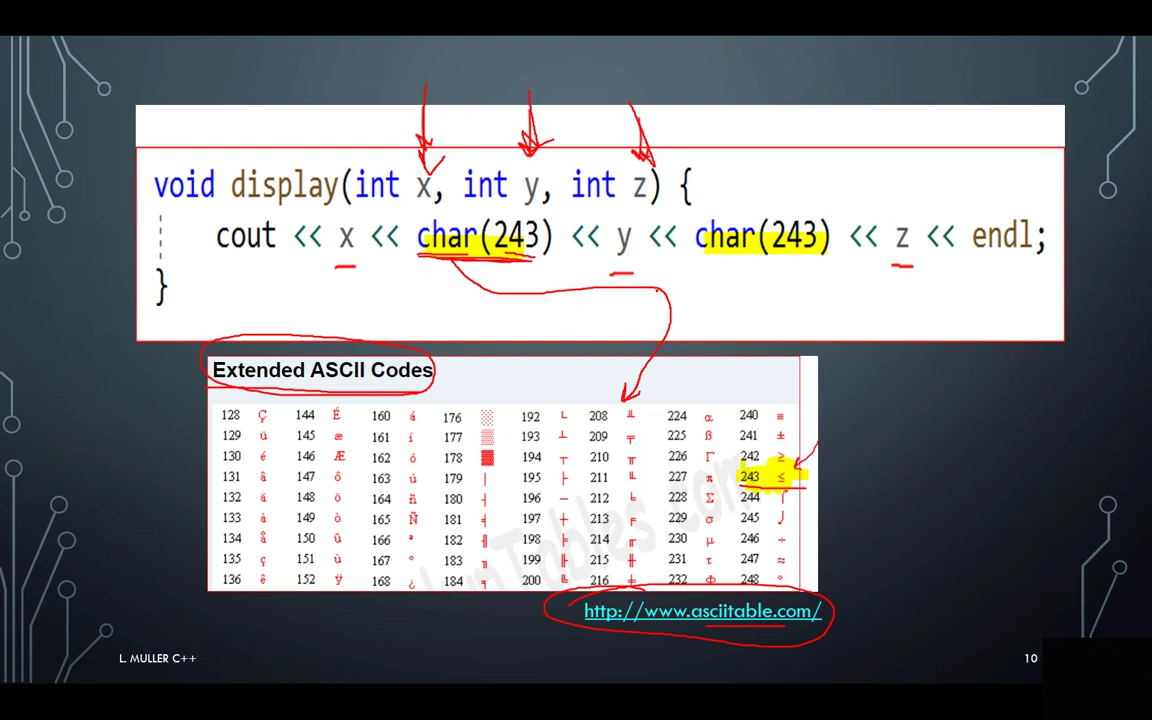 void display(int x, int y, int z) {
cout << x << char(243) << y << char(243) << z << endl;
}
Extended ASCII Codes
128 Ç 144 É 160 á 176 ░ 192 └ 208 ╨ 224 α 240 ≡
129 ü 145 æ 161 í 177 ▒ 193 ┴ 209 ╤ 225 ß 241 ±
130 é 146 Æ 162 ó 178 ▓ 194 ┬ 210 ╥ 226 Γ 242 ≥
131 â 147 ô 163 ú 179 │ 195 ├ 211 ╙ 227 π 243 ≤
132 ä 148 ö 164 ñ 180 ┤ 196 ─ 212 ╘ 228 Σ 244 ⌠
133 à 149 ò 165 Ñ 181 ╡ 197 ┼ 213 ╒ 229 σ 245 ⌡
134 å 150 û 166 ª 182 ╢ 198 ╞ 214 ╓ 230 µ 246 ÷
135 ç 151 ù 167 º 183 ╖ 199 ╟ 215 ╫ 231 τ 247 ≈
136 ê 152 ÿ 168 ¿ 184 ╕ 200 ╚ 216 ╪ 232 Φ 248 °
http://www.asciitable.com/
L. MULLER C++ 10